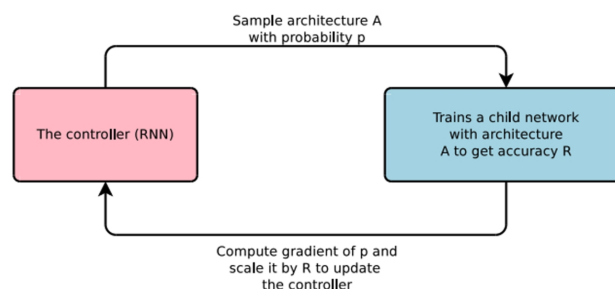 Sample architecture A
with probability p
The controller (RNN)
Trains a child network
with architecture
A to get accuracy R
Compute gradient of p and
scale it by R to update
the controller